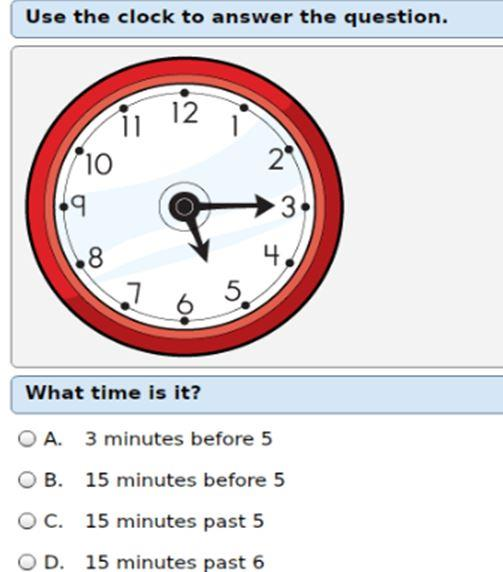 Use the clock to answer the question.
12
11
1
10
2
9
3
8
4
7
5
6
What time is it?
A. 3 minutes before 5
B. 15 minutes before 5
C. 15 minutes past 5
D. 15 minutes past 6